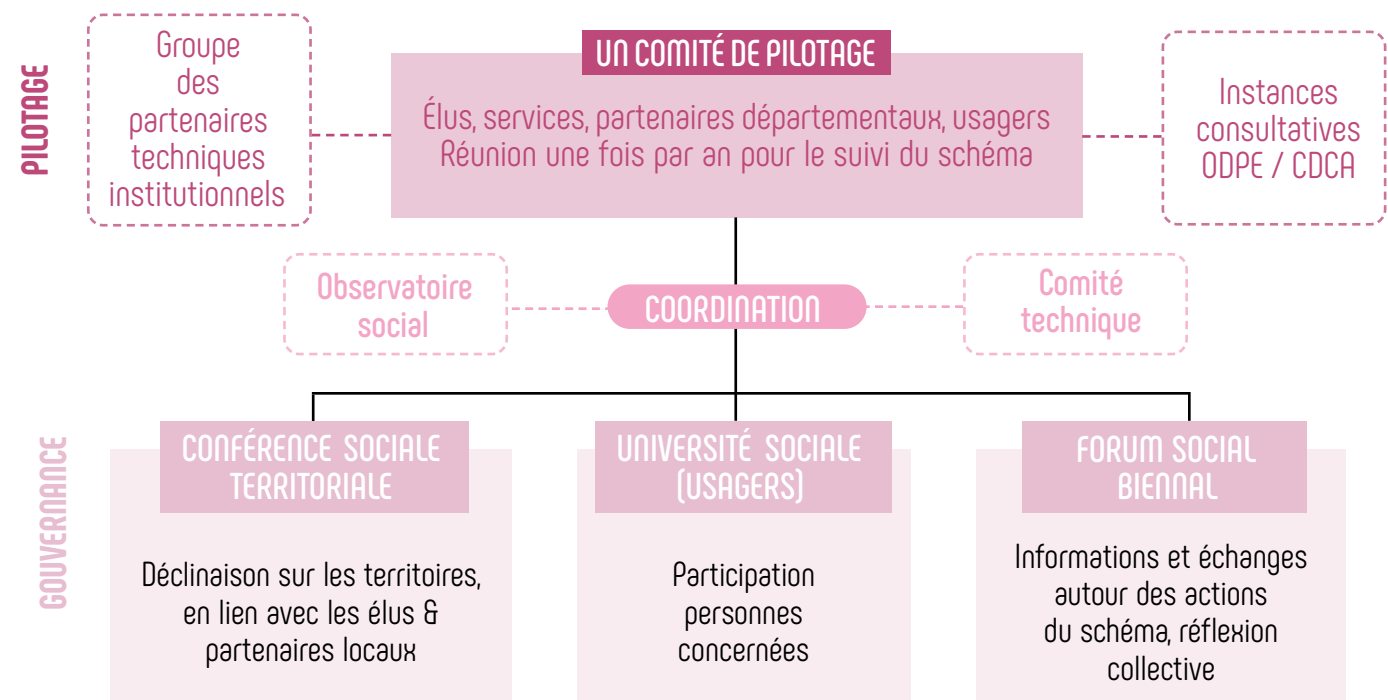 PILOTAGE
Groupe
des
partenaires
techniques
institutionnels
UN COMITÉ DE PILOTAGE
Élus, services, partenaires départementaux, usagers
Réunion une fois par an pour le suivi du schéma
Instances
consultatives
ODPE / CDCA
Observatoire
social
COORDINATION
Comité
technique
GOUVERNANCE
CONFÉRENCE SOCIALE
TERRITORIALE
Déclinaison sur les territoires,
en lien avec les élus &
partenaires locaux
UNIVERSITÉ SOCIALE
(USAGERS)
Participation
personnes
concernées
FORUM SOCIAL
BIENNAL
Informations et échanges
autour des actions
du schéma, réflexion
collective